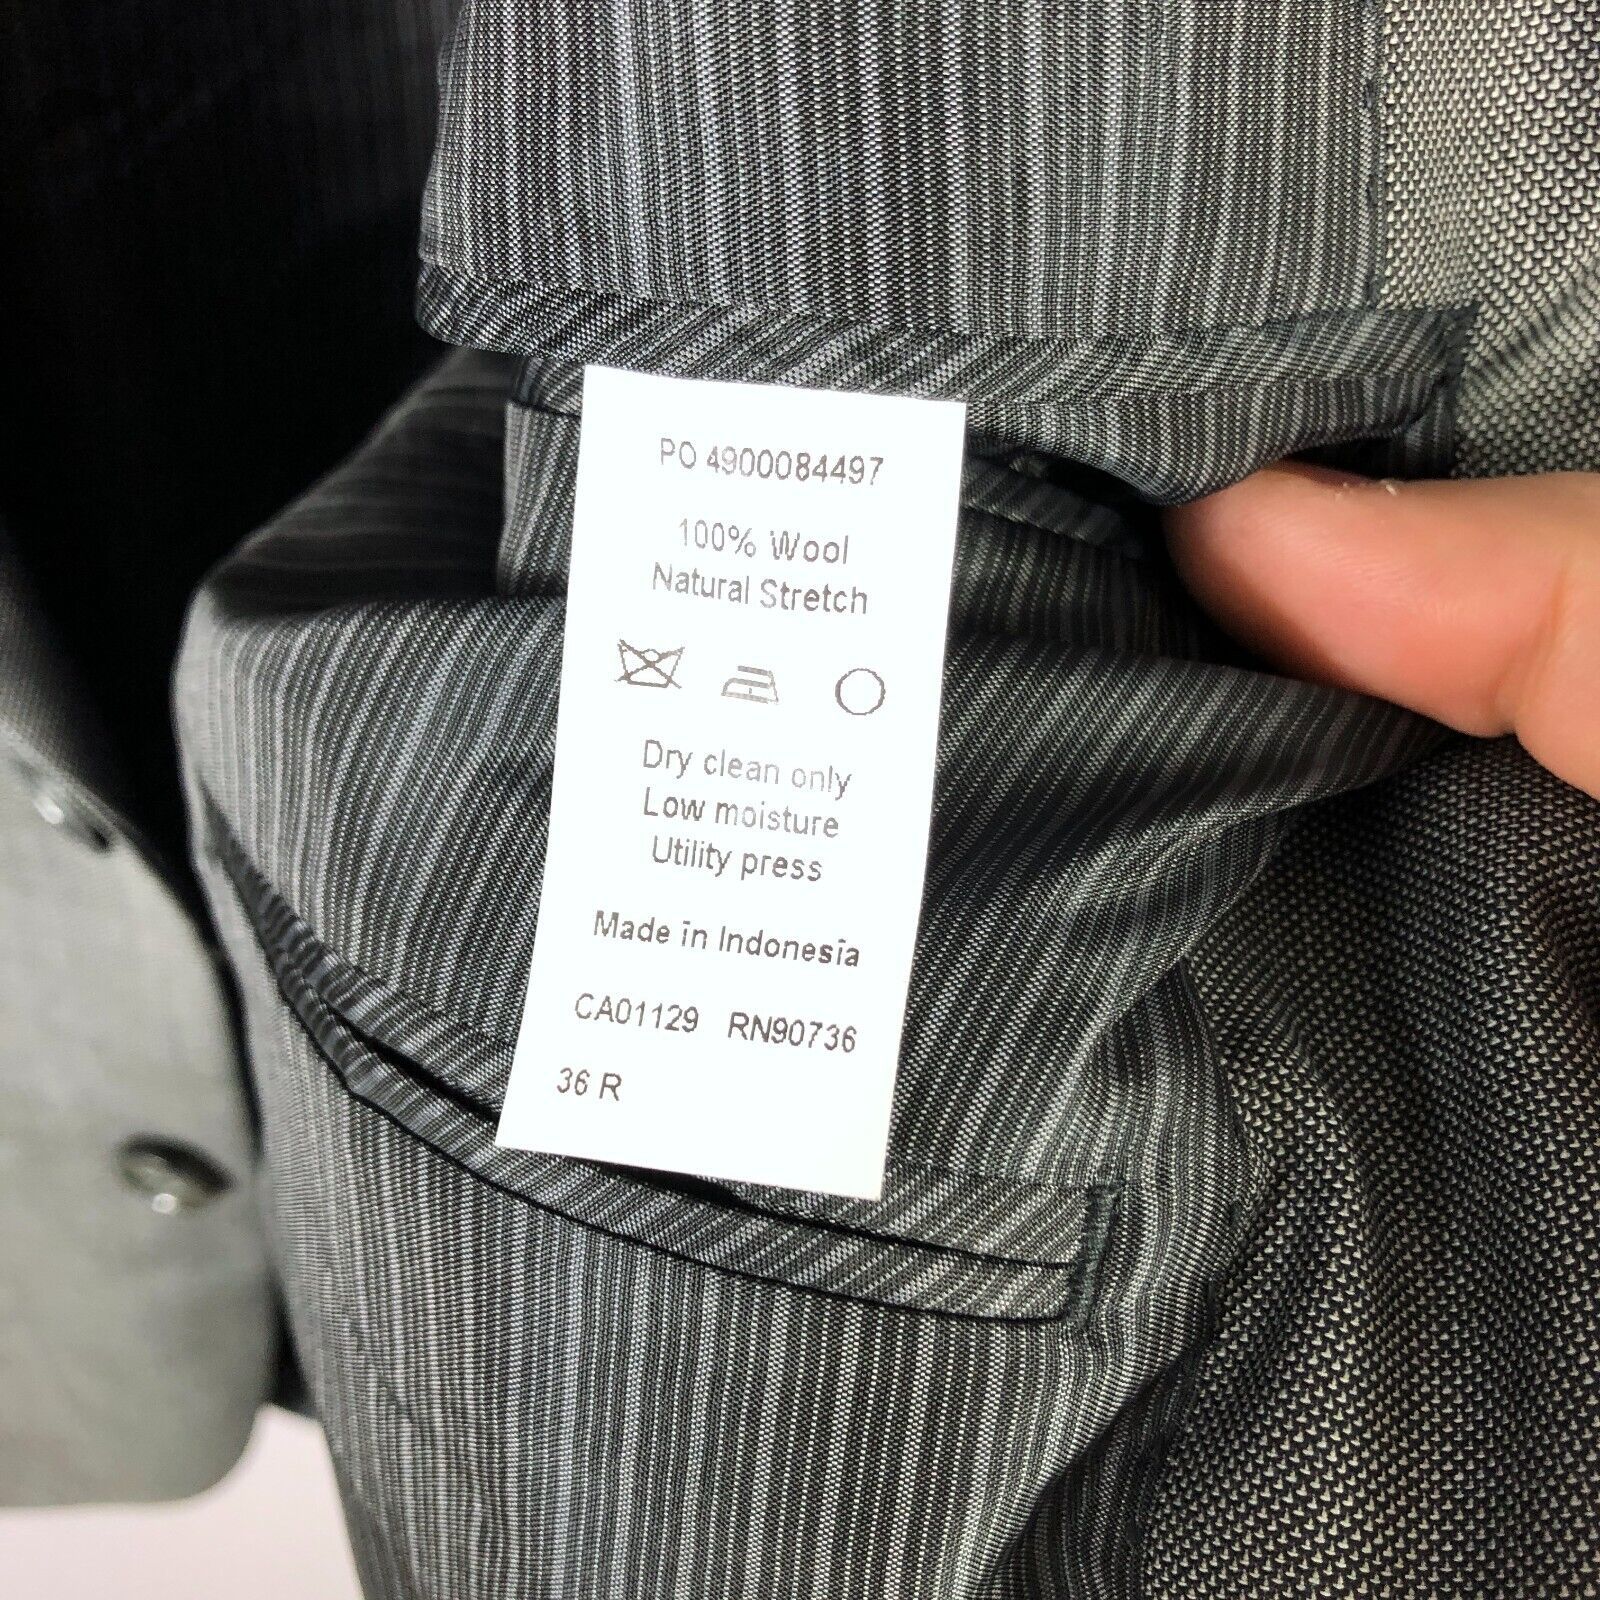 PO 4900084497
100% Wool
Natural Stretch
Dry clean only
Low moisture
Utility press
Made in Indonesia
CA01129 RN90736
36 R